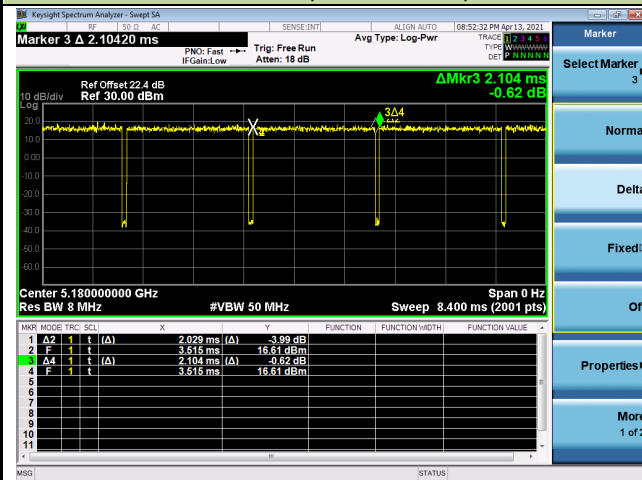 Keysight Spectrum Analyzer - Swept SA
RF 50 Ω AC SENSE:INT ALIGN AUTO 08:52:32 PM Apr 13, 2021
Marker 3 Δ 2.10420 ms
PNO: Fast
IFGain:Low
Trig: Free Run
Atten: 18 dB
Avg Type: Log-Pwr
TRACE 1 2 3 4 5 6
TYPE WWWWWW
DET P N N N N N
Ref Offset 22.4 dB
10 dB/div Ref 30.00 dBm
Log
ΔMkr3 2.104 ms
-0.62 dB
20.0
10.0
0.00
-10.0
-20.0
-30.0
-40.0
-50.0
-60.0
3Δ4
Center 5.180000000 GHz
Span 0 Hz
Res BW 8 MHz #VBW 50 MHz Sweep 8.400 ms (2001 pts)
MKR MODE TRC SCL X Y FUNCTION FUNCTION WIDTH FUNCTION VALUE
1 Δ2 1 t (Δ) 2.029 ms (Δ) -3.99 dB
2 F 1 t 3.515 ms 16.61 dBm
3 Δ4 1 t (Δ) 2.104 ms (Δ) -0.62 dB
4 F 1 t 3.515 ms 16.61 dBm
5
6
7
8
9
10
11
MSG STATUS
Marker
Select Marker
3
Norma
Delta
Fixed
Of
Properties
More
1 of 2